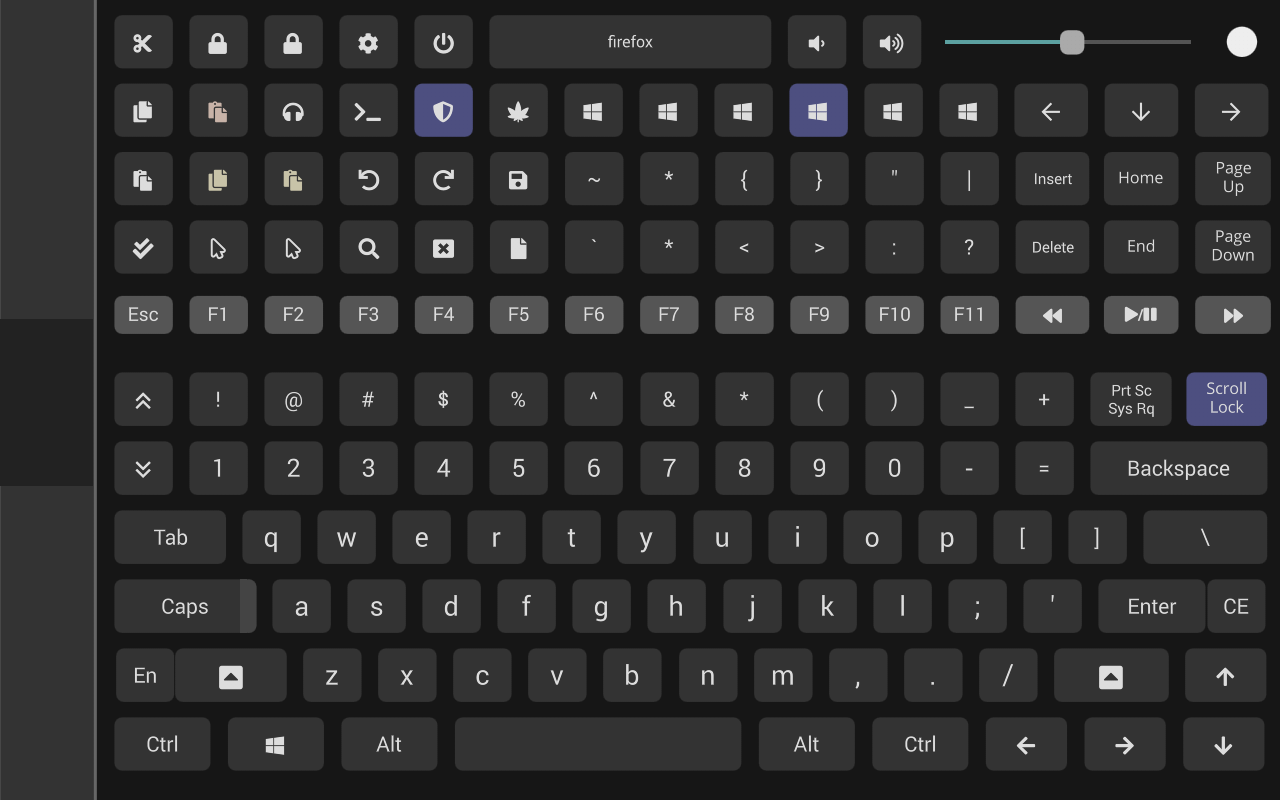 firefox
~ * { } " | Insert Home Page Up
` * < > : ? Delete End Page Down
Esc F1 F2 F3 F4 F5 F6 F7 F8 F9 F10 F11
! @ # $ % ^ & * ( ) _ + Prt Sc Sys Rq Scroll Lock
1 2 3 4 5 6 7 8 9 0 - = Backspace
Tab q w e r t y u i o p [ ] \
Caps a s d f g h j k l ; ' Enter CE
En z x c v b n m , . /
Ctrl Alt Alt Ctrl